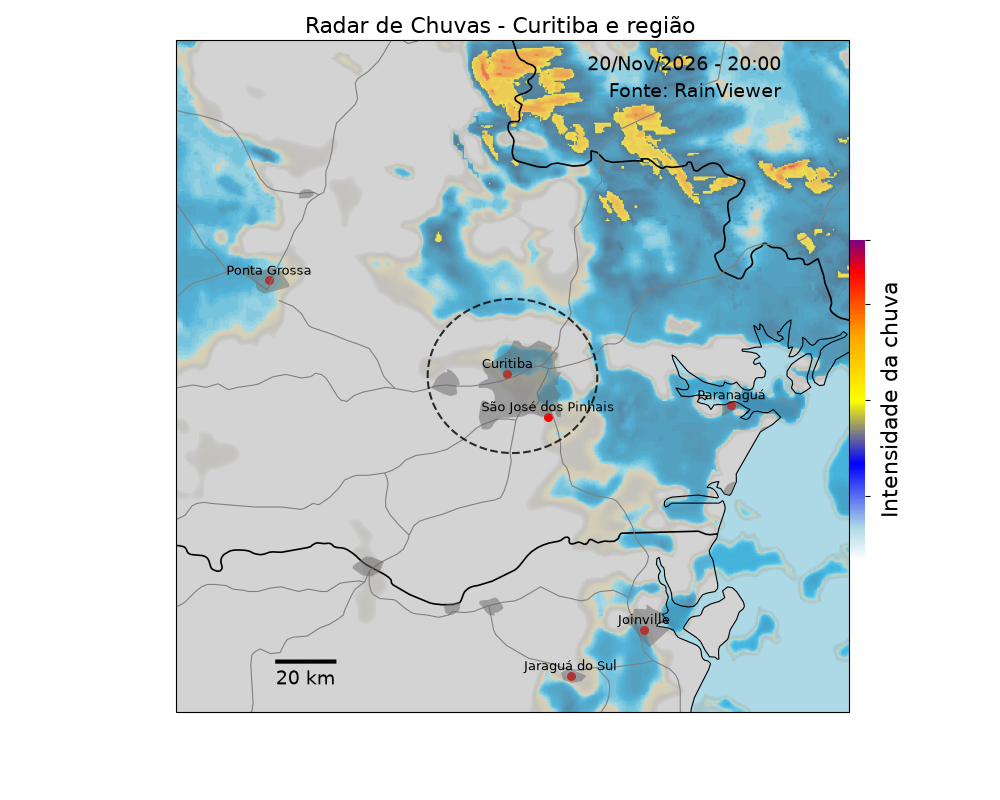 Radar de Chuvas - Curitiba e região
20/Nov/2026 - 20:00
Fonte: RainViewer
Ponta Grossa
Curitiba
São José dos Pinhais
Paranaguá
Intensidade da chuva
Joinville
Jaraguá do Sul
20 km